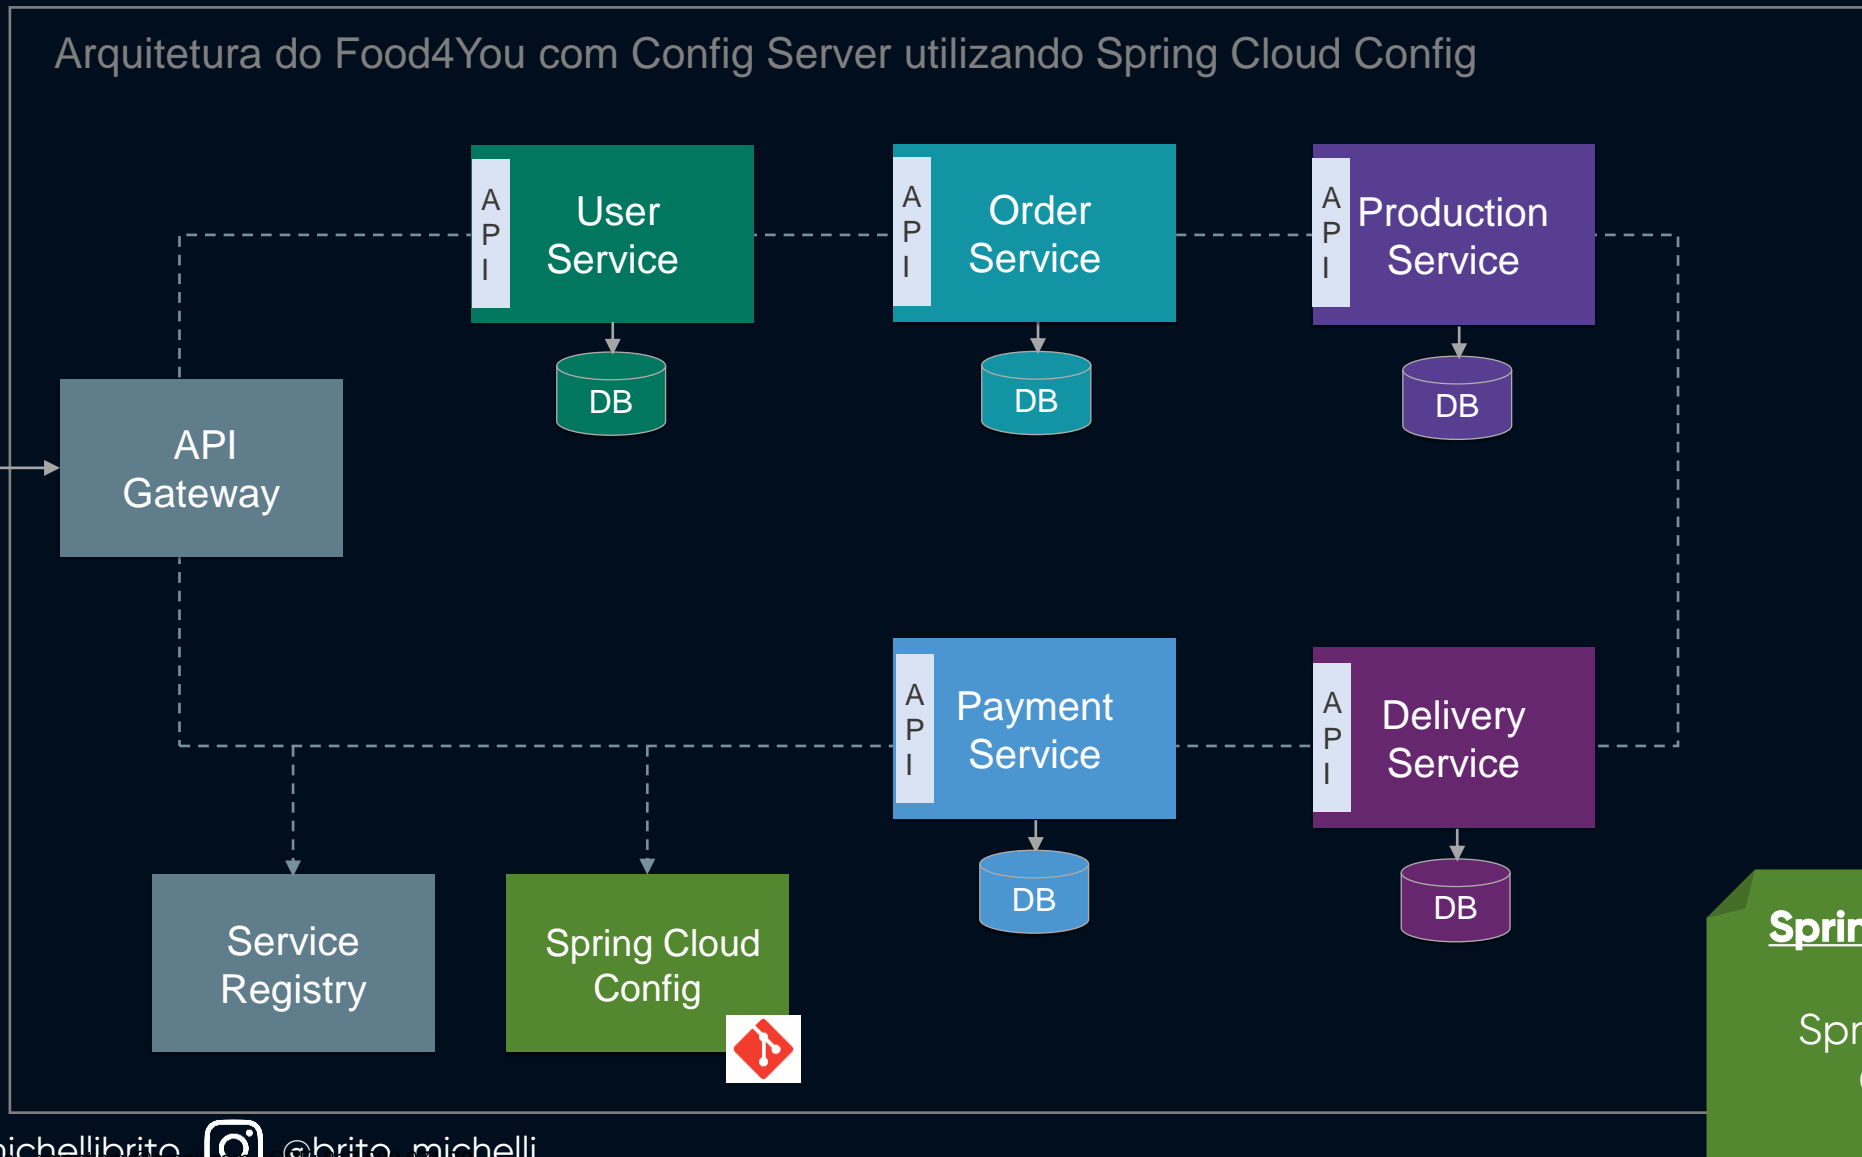 Arquitetura do Food4You com Config Server utilizando Spring Cloud Config
A
P
I
User
Service
A
P
I
Order
Service
A
P
I
Production
Service
DB
DB
DB
API
Gateway
A
P
I
Payment
Service
A
P
I
Delivery
Service
DB
DB
Service
Registry
Spring Cloud
Config
@brito_michelli